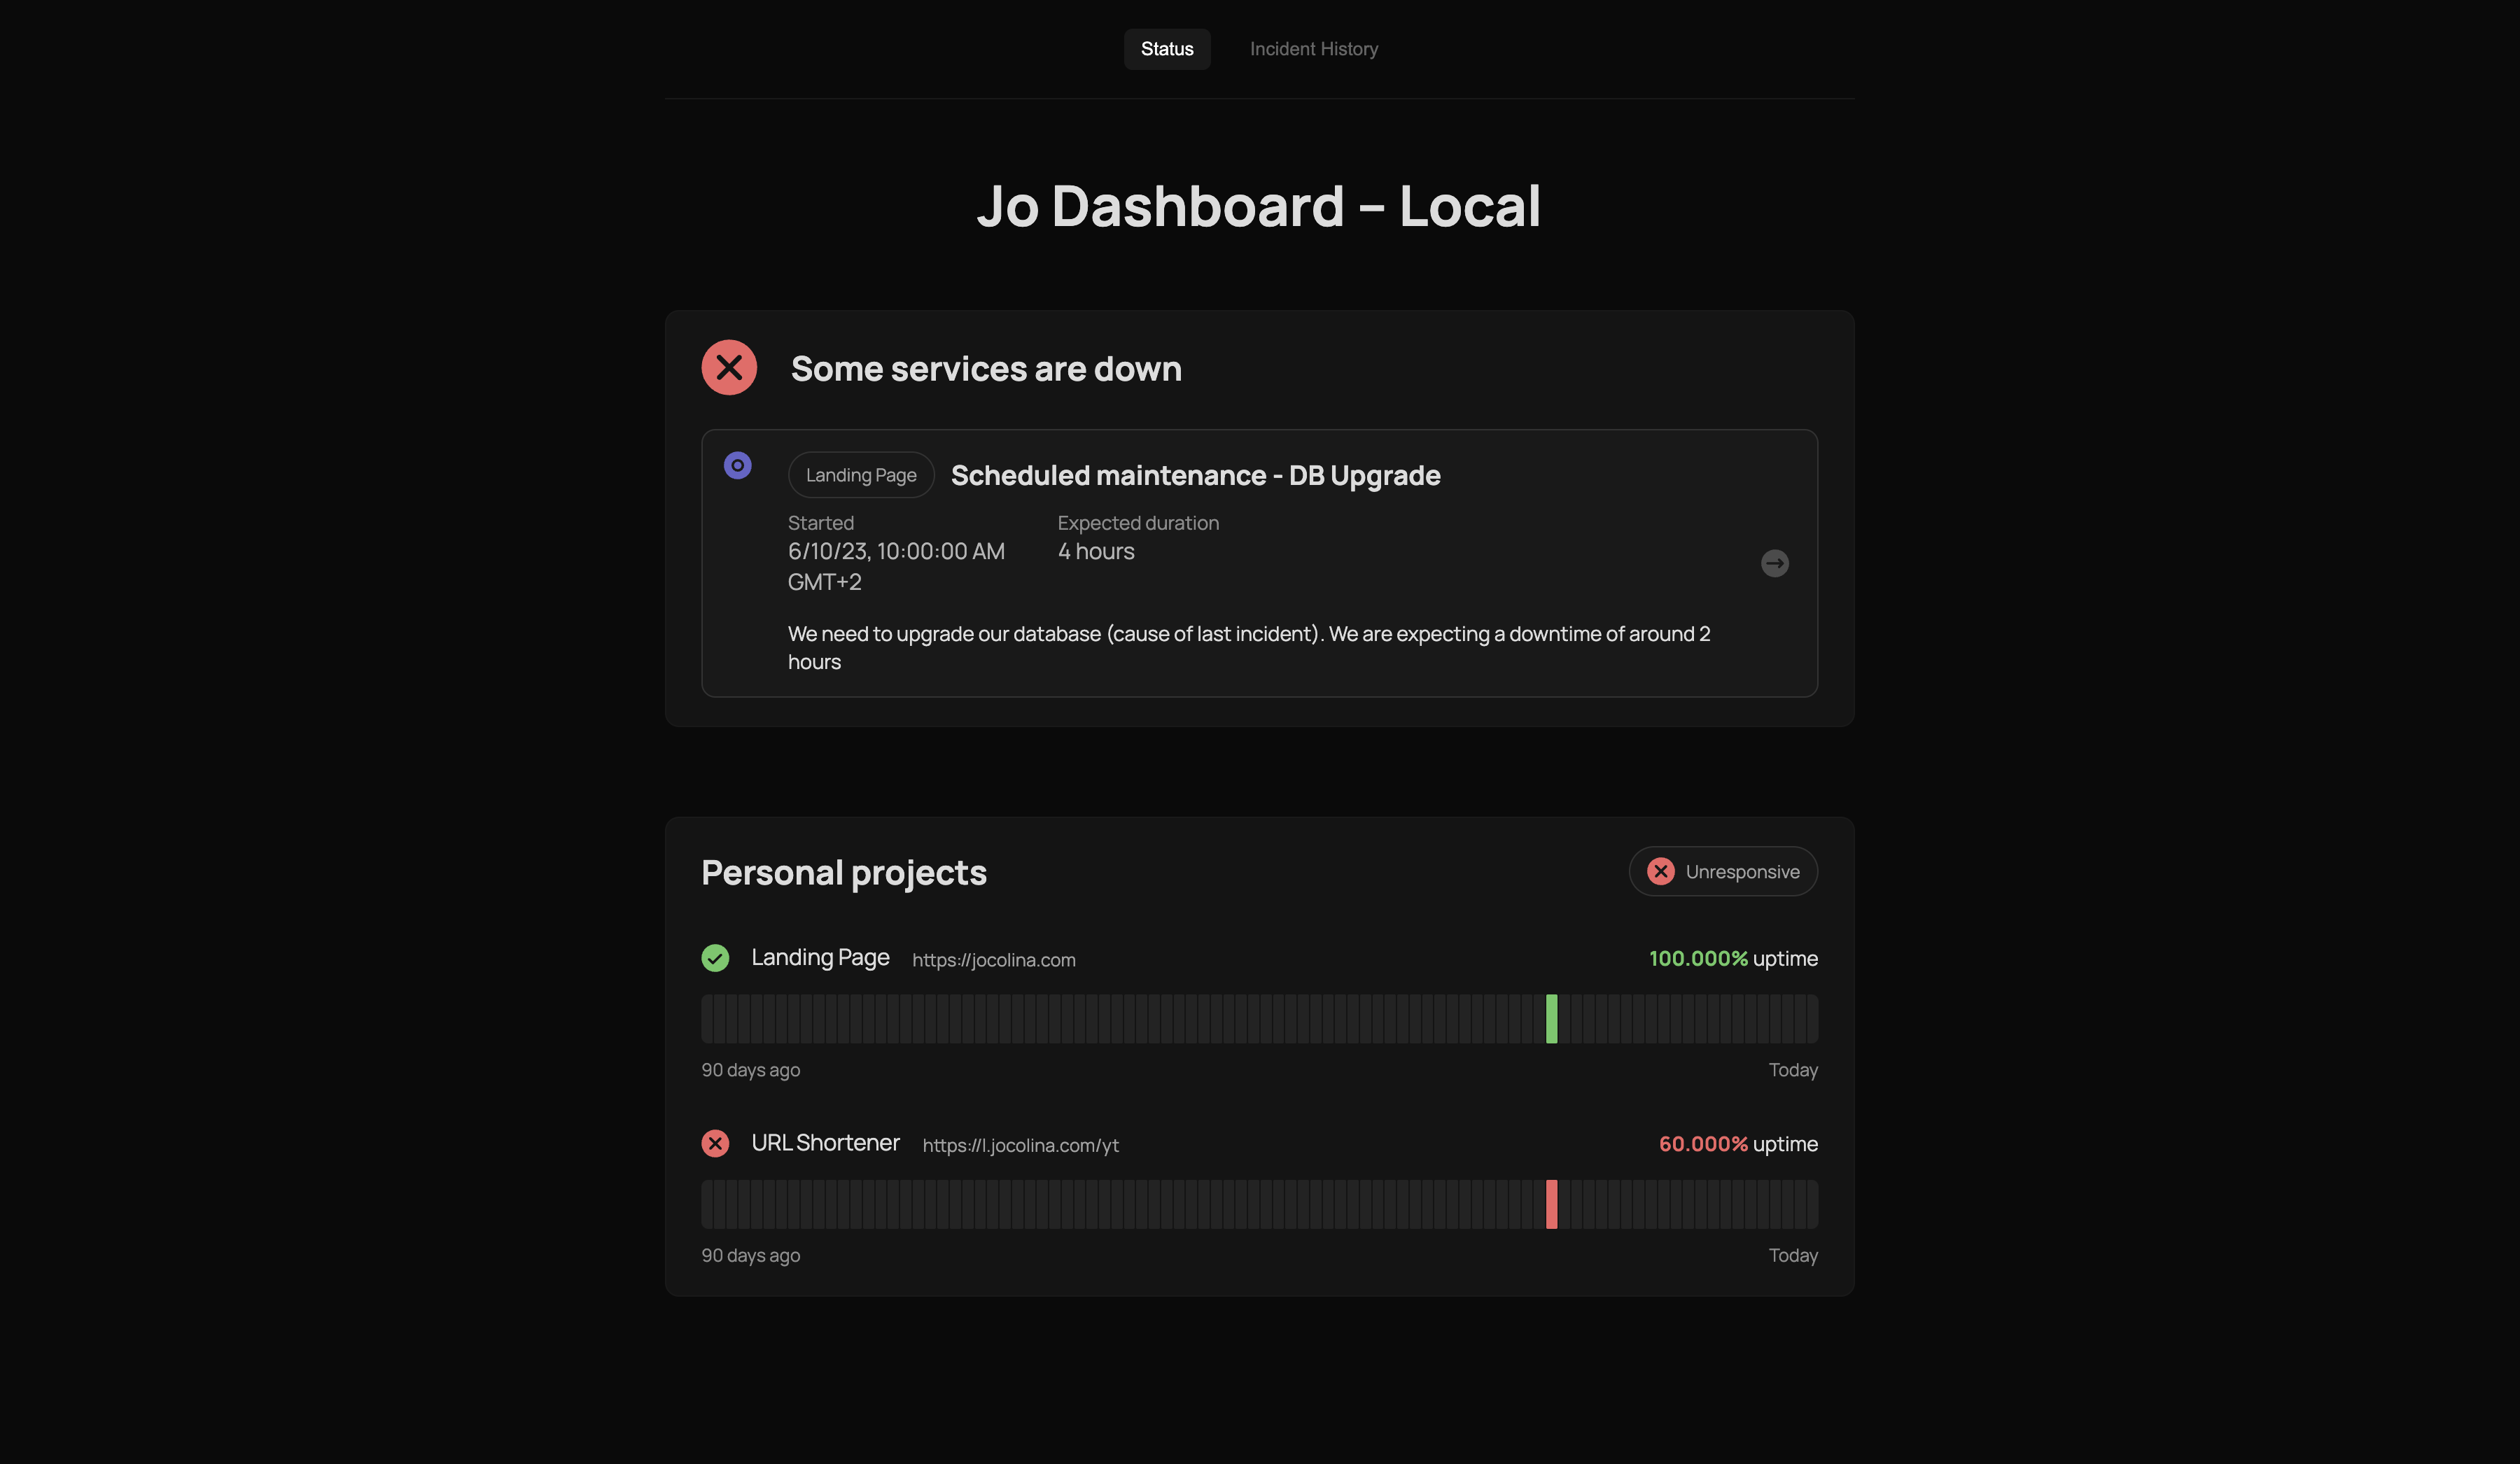 Status
Incident History
Jo Dashboard – Local
Some services are down
Landing Page
Scheduled maintenance - DB Upgrade
Started
Expected duration
6/10/23, 10:00:00 AM
4 hours
GMT+2
We need to upgrade our database (cause of last incident). We are expecting a downtime of around 2
hours
Personal projects
Unresponsive
Landing Page https://jocolina.com
100.000% uptime
90 days ago
Today
URL Shortener https://l.jocolina.com/yt
60.000% uptime
90 days ago
Today